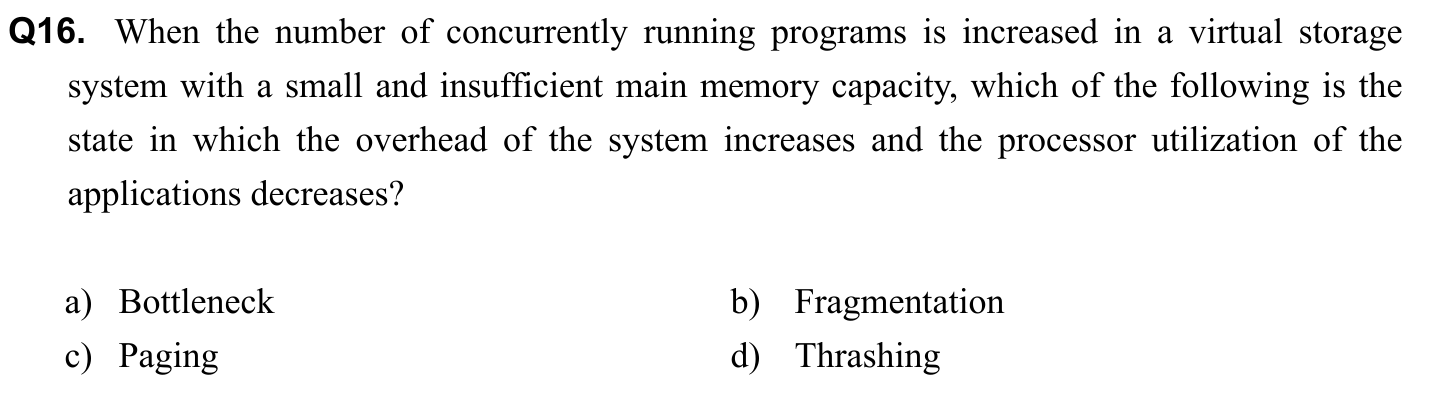 Q16. When the number of concurrently running programs is increased in a virtual storage
system with a small and insufficient main memory capacity, which of the following is the
state in which the overhead of the system increases and the processor utilization of the
applications decreases?
a) Bottleneck b) Fragmentation
c) Paging d) Thrashing